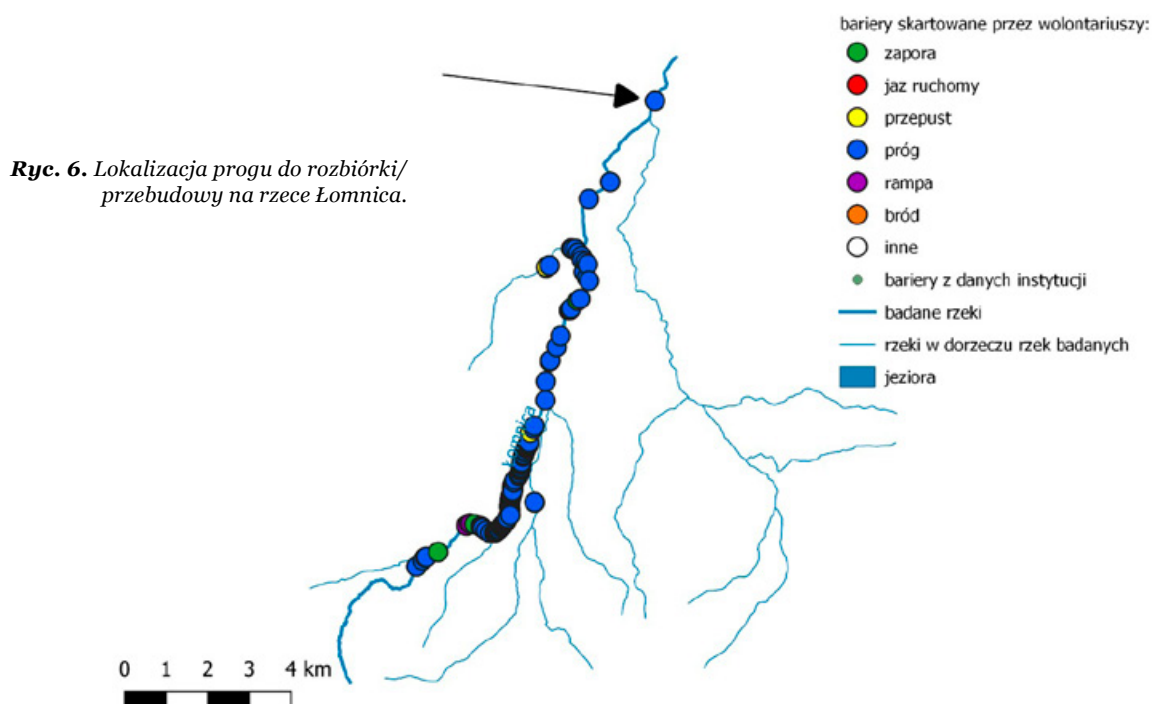 bariery skartowane przez wolontariuszy:
zapora
jaz ruchomy
przepust
próg
rampa
bród
inne
bariery z danych instytucji
badane rzeki
rzeki w dorzeczu rzek badanych
jeziora
Ryc. 6. Lokalizacja progu do rozbiórki/
przebudowy na rzece Łomnica.
Łomnica
0 1 2 3 4 km